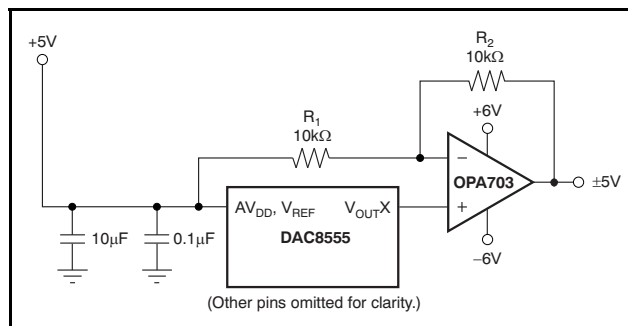 +5V
R2
10kΩ
R1
10kΩ
+6V
−
OPA703
±5V
+
AVDD, VREF
VOUTX
DAC8555
10μF
0.1μF
−6V
(Other pins omitted for clarity.)